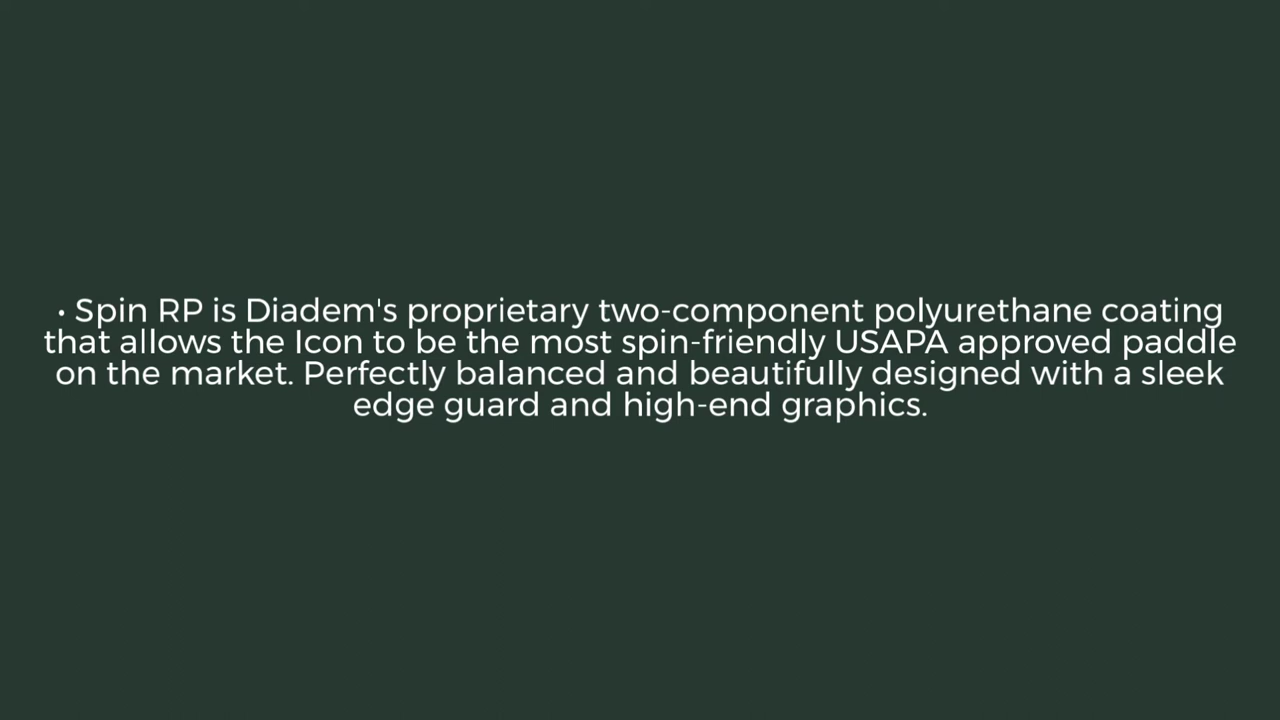 • Spin RP is Diadem's proprietary two-component polyurethane coating
that allows the Icon to be the most spin-friendly USAPA approved paddle
on the market. Perfectly balanced and beautifully designed with a sleek
edge guard and high-end graphics.